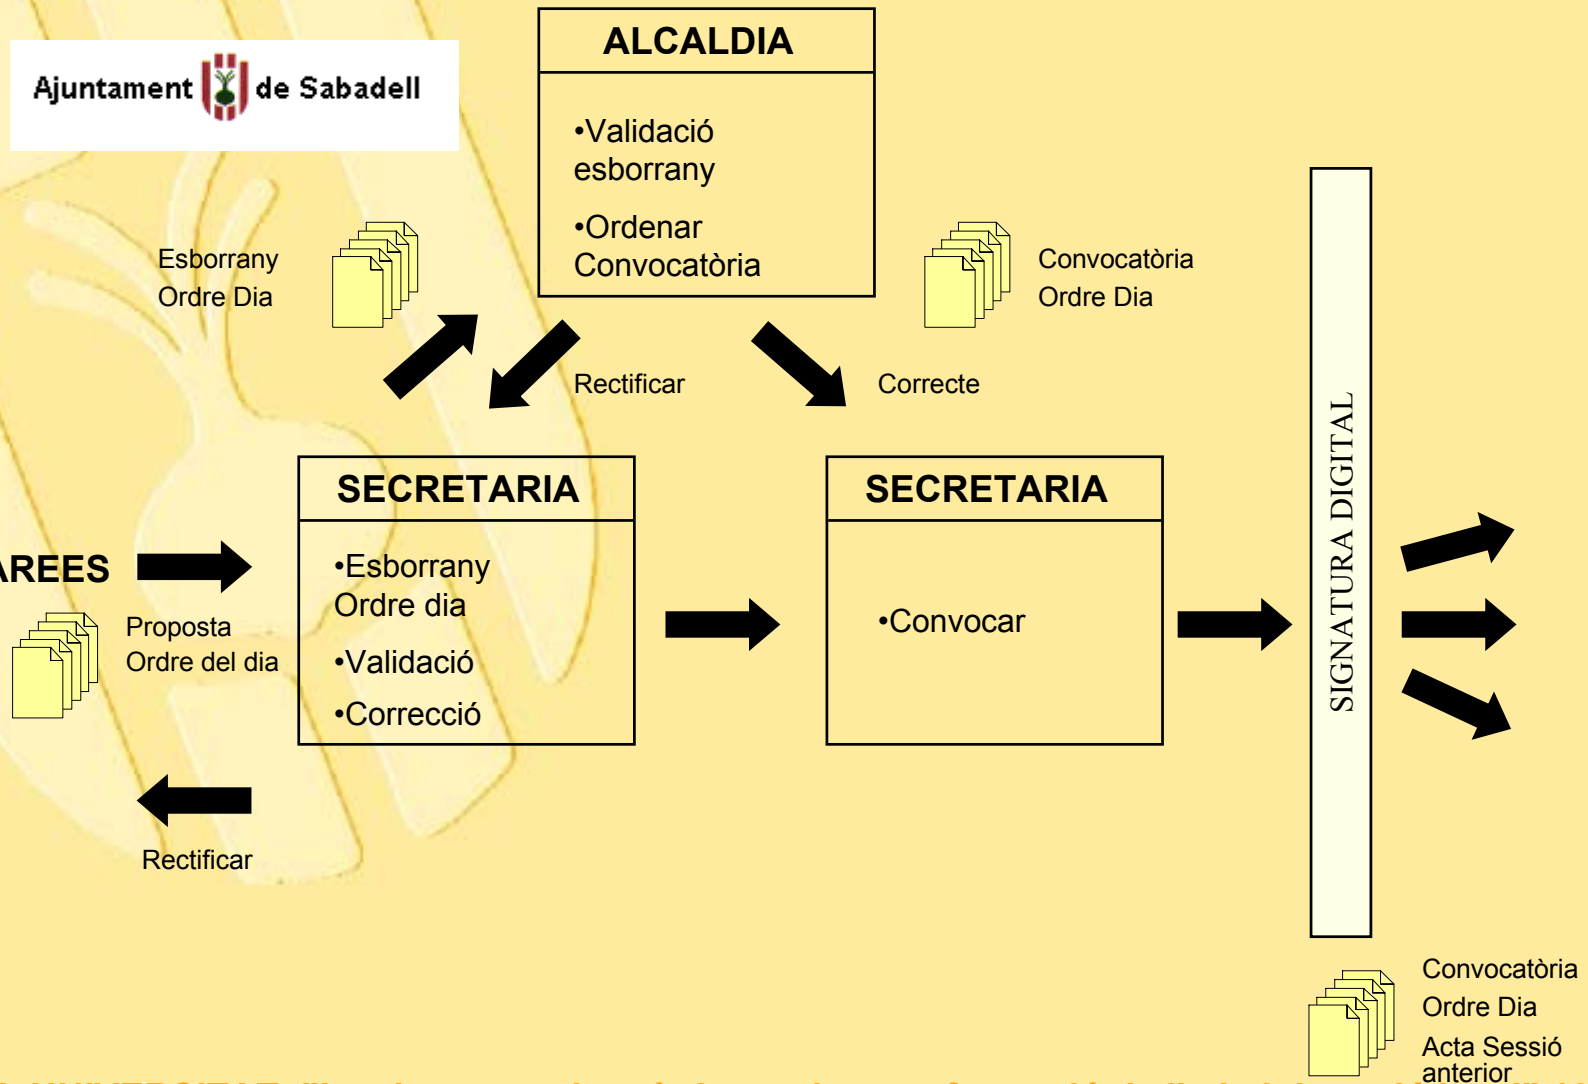 Ajuntament de Sabadell
ALCALDIA
•Validació
esborrany
•Ordenar
Convocatòria
Esborrany
Ordre Dia
Convocatòria
Ordre Dia
Rectificar
Correcte
SECRETARIA
•Esborrany
Ordre dia
•Validació
•Correcció
SECRETARIA
•Convocar
AREES
Proposta
Ordre del dia
Rectificar
SIGNATURA DIGITAL
Convocatòria
Ordre Dia
Acta Sessió
anterior